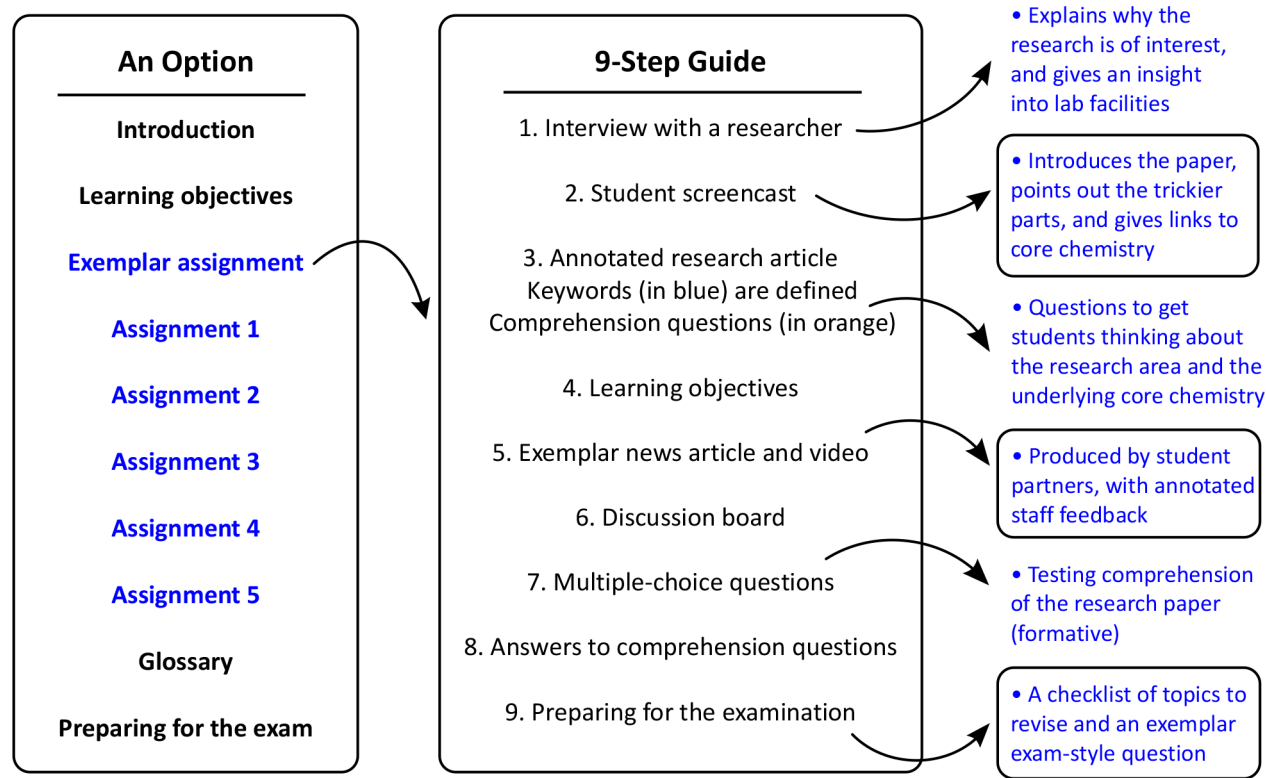 An Option
Introduction
Learning objectives
Exemplar assignment
Assignment 1
Assignment 2
Assignment 3
Assignment 4
Assignment 5
Glossary
Preparing for the exam
9-Step Guide
1. Interview with a researcher
2. Student screencast
3. Annotated research article
Keywords (in blue) are defined
Comprehension questions (in orange)
4. Learning objectives
5. Exemplar news article and video
6. Discussion board
7. Multiple-choice questions
8. Answers to comprehension questions
9. Preparing for the examination
• Explains why the
research is of interest,
and gives an insight
into lab facilities
• Introduces the paper,
points out the trickier
parts, and gives links to
core chemistry
• Questions to get
students thinking about
the research area and the
underlying core chemistry
• Produced by student
partners, with annotated
staff feedback
• Testing comprehension
of the research paper
(formative)
• A checklist of topics to
revise and an exemplar
exam-style question